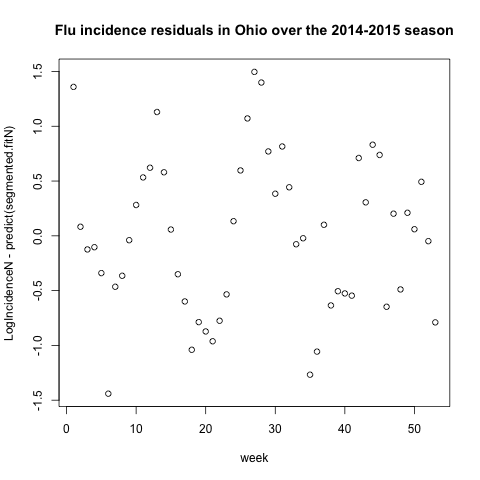 Flu incidence residuals in Ohio over the 2014-2015 season
LogIncidenceN - predict(segmented.fitN)
1.5
1.0
0.5
0.0
-0.5
-1.0
-1.5
0 10 20 30 40 50
week